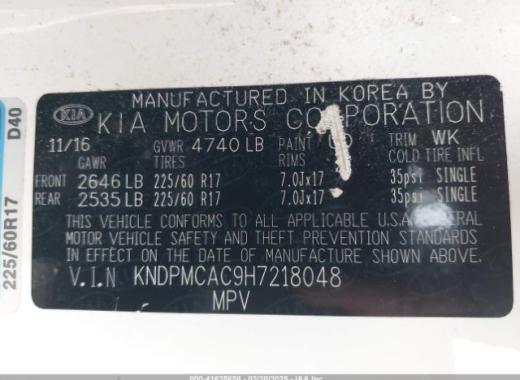 MANUFACTURED IN KOREA BY
KIA KIA MOTORS CORPORATION
11/16 GVWR 4740 LB PAINT TRIM WK
GAWR TIRES RIMS COLD TIRE INFL
FRONT 2646 LB 225/60 R17 7.0Jx17 35psi SINGLE
REAR 2535 LB 225/60 R17 7.0Jx17 35psi SINGLE
THIS VEHICLE CONFORMS TO ALL APPLICABLE U.S.A FEDERAL
MOTOR VEHICLE SAFETY AND THEFT PREVENTION STANDARDS
IN EFFECT ON THE DATE OF MANUFACTURE SHOWN ABOVE.
V.I.N KNDPMCAC9H7218048
MPV
225/60R17 D40